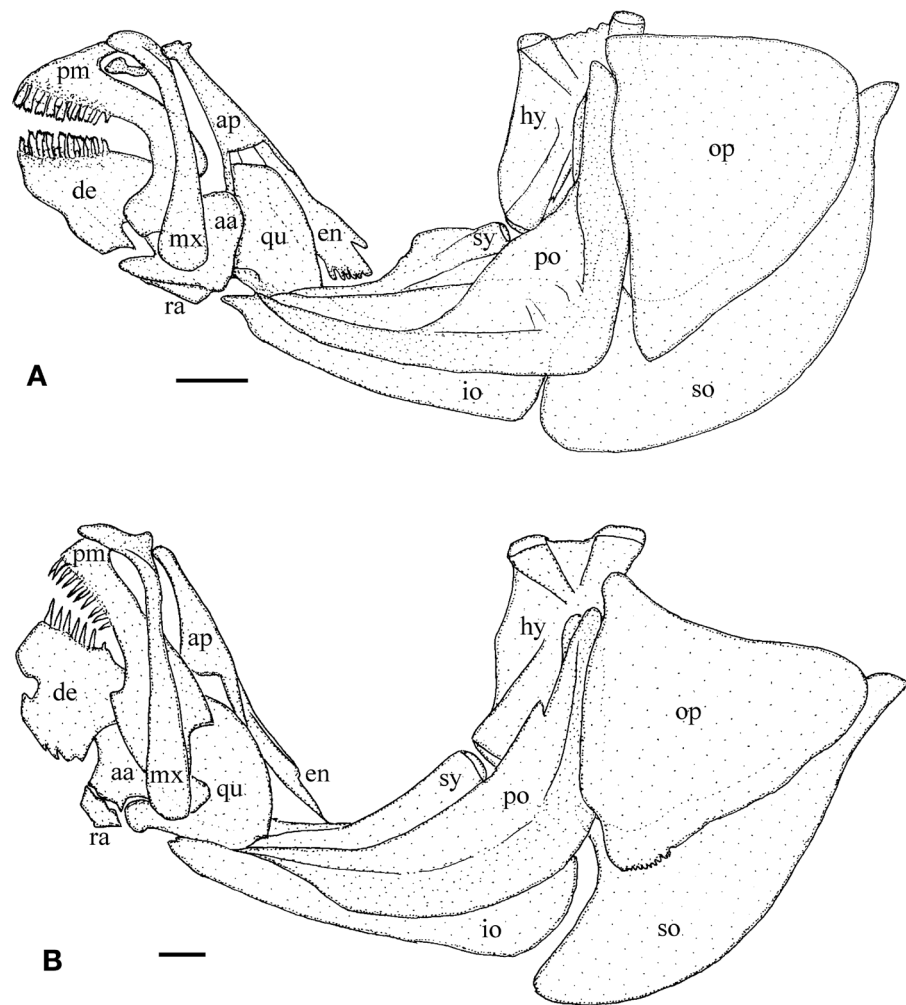 pm
hy
ap
op
de
aa
mx
qu
en
sy
po
ra
A
io
so
pm
hy
ap
de
op
en
sy
aa
mx
qu
po
ra
io
so
B